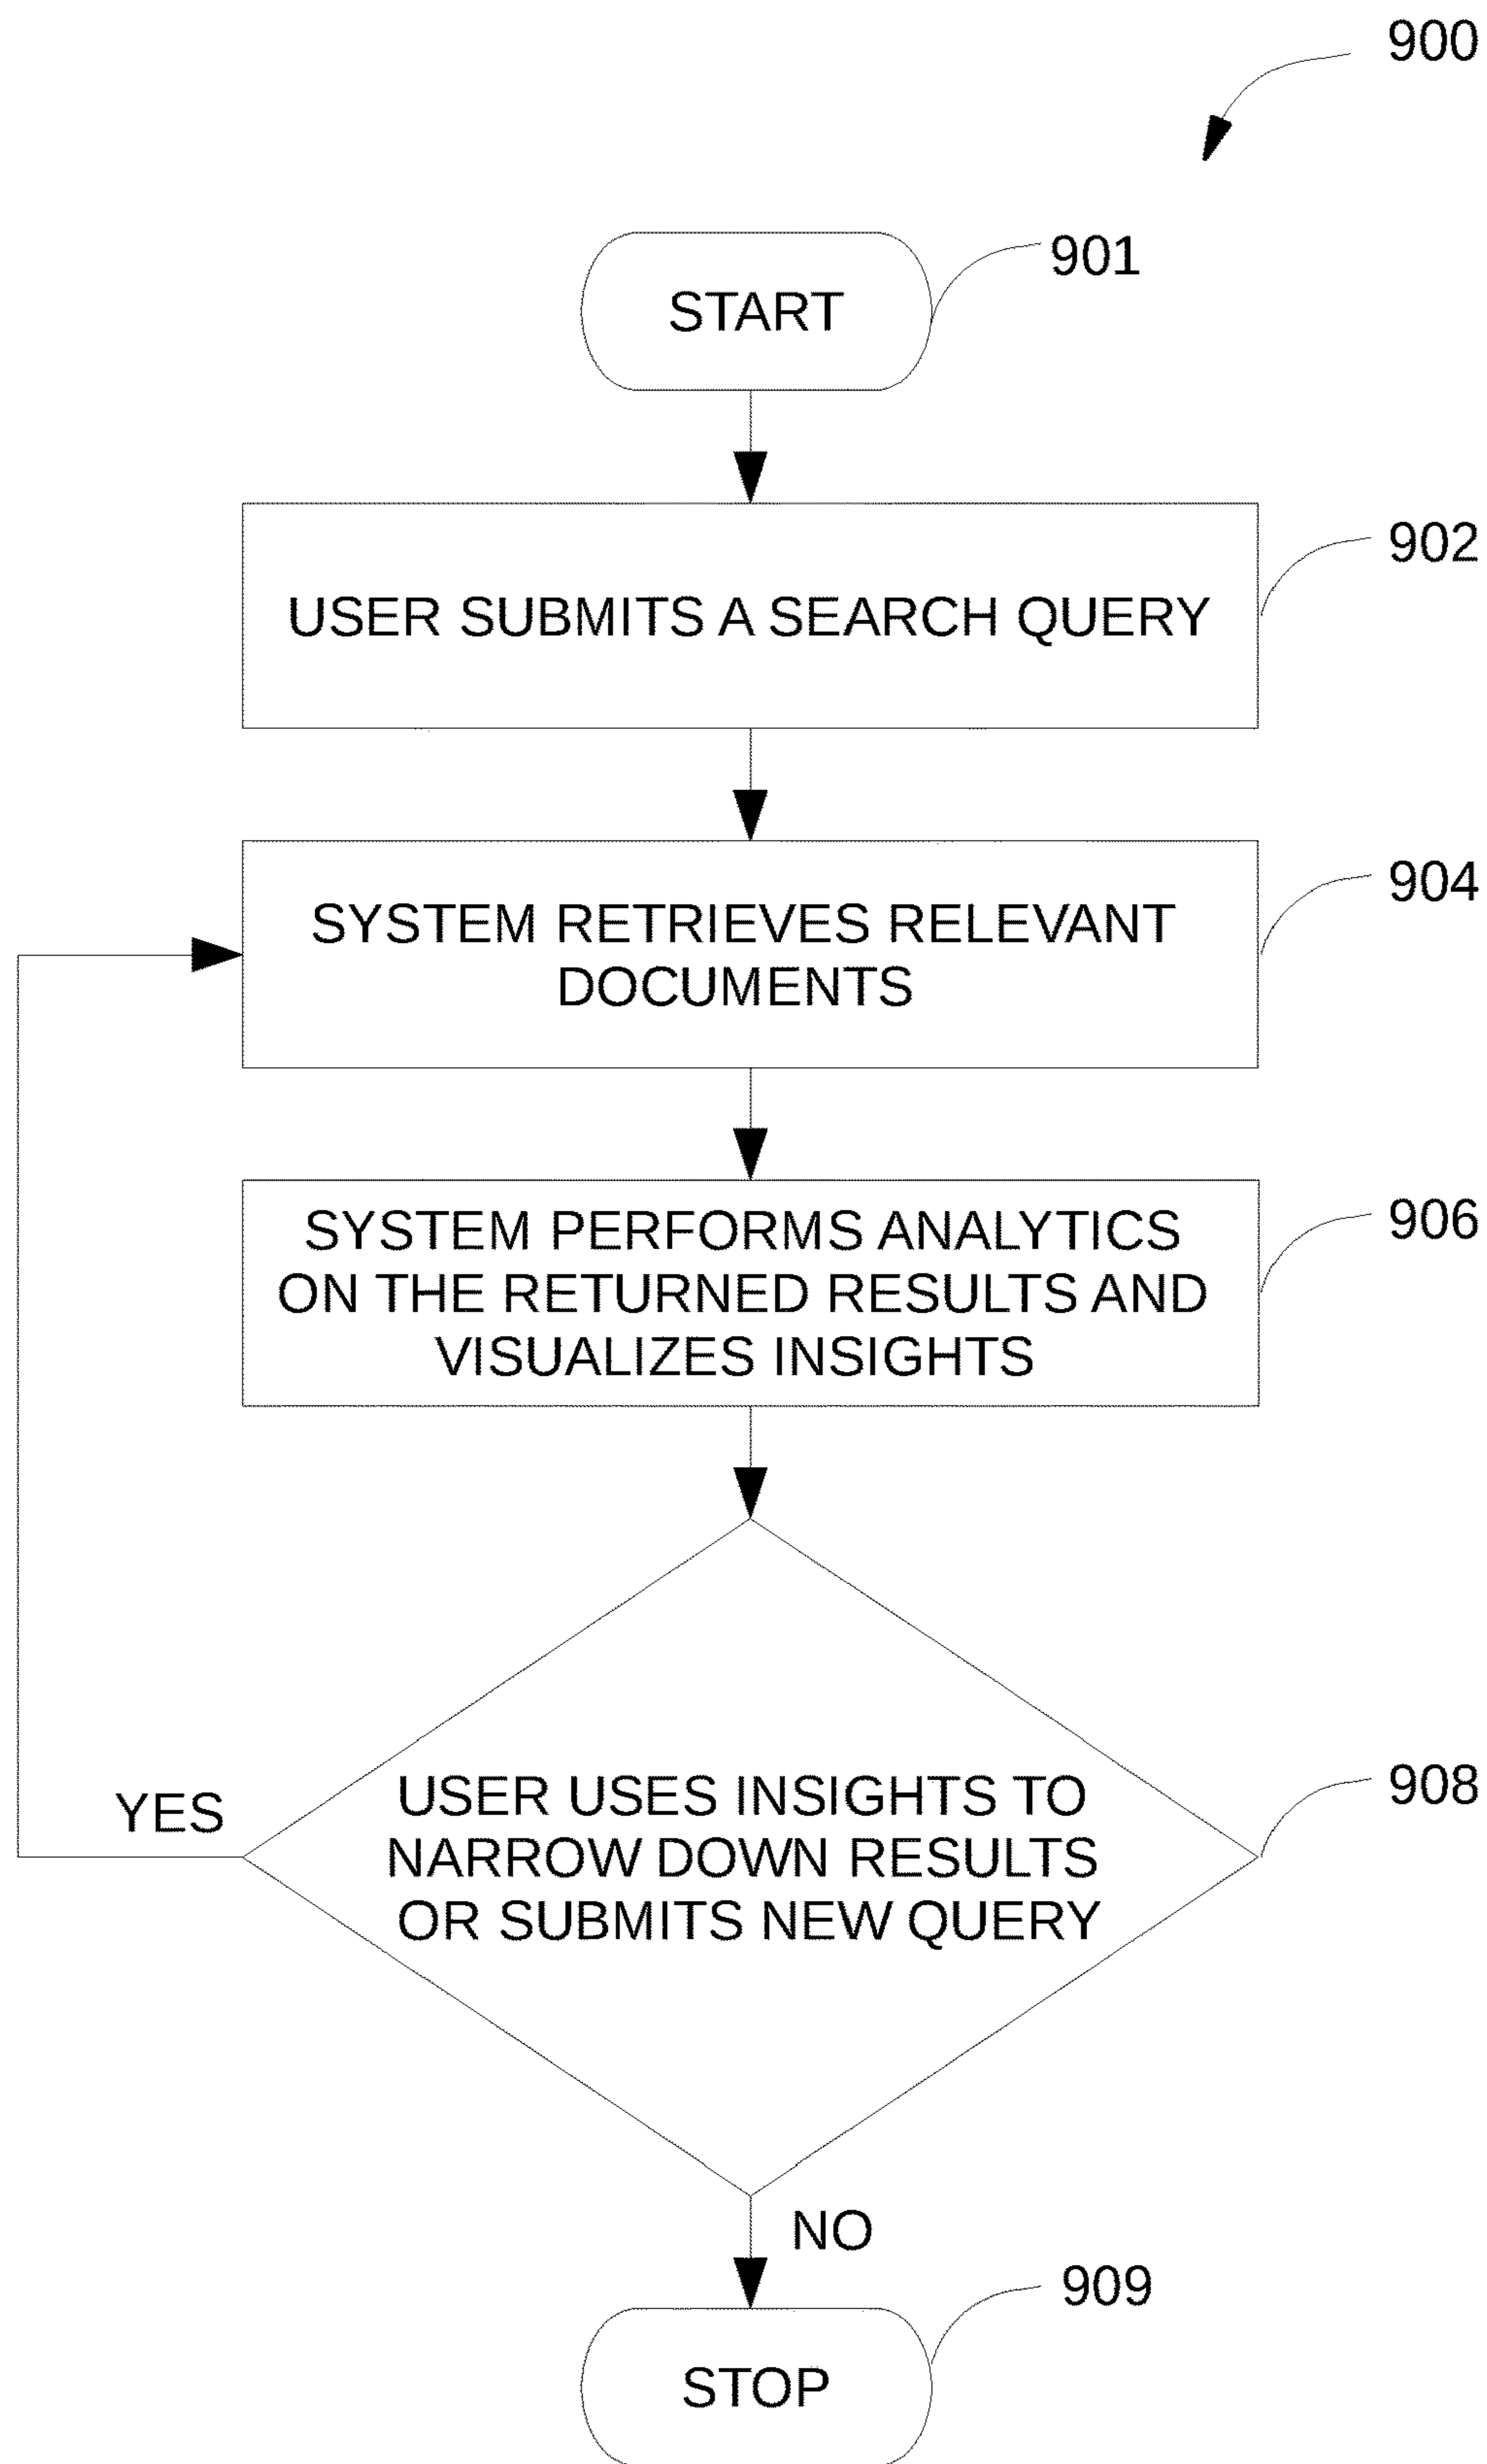 900
901
START
902
USER SUBMITS A SEARCH QUERY
904
SYSTEM RETRIEVES RELEVANT
DOCUMENTS
906
SYSTEM PERFORMS ANALYTICS
ON THE RETURNED RESULTS AND
VISUALIZES INSIGHTS
908
YES
USER USES INSIGHTS TO
NARROW DOWN RESULTS
OR SUBMITS NEW QUERY
NO
909
STOP